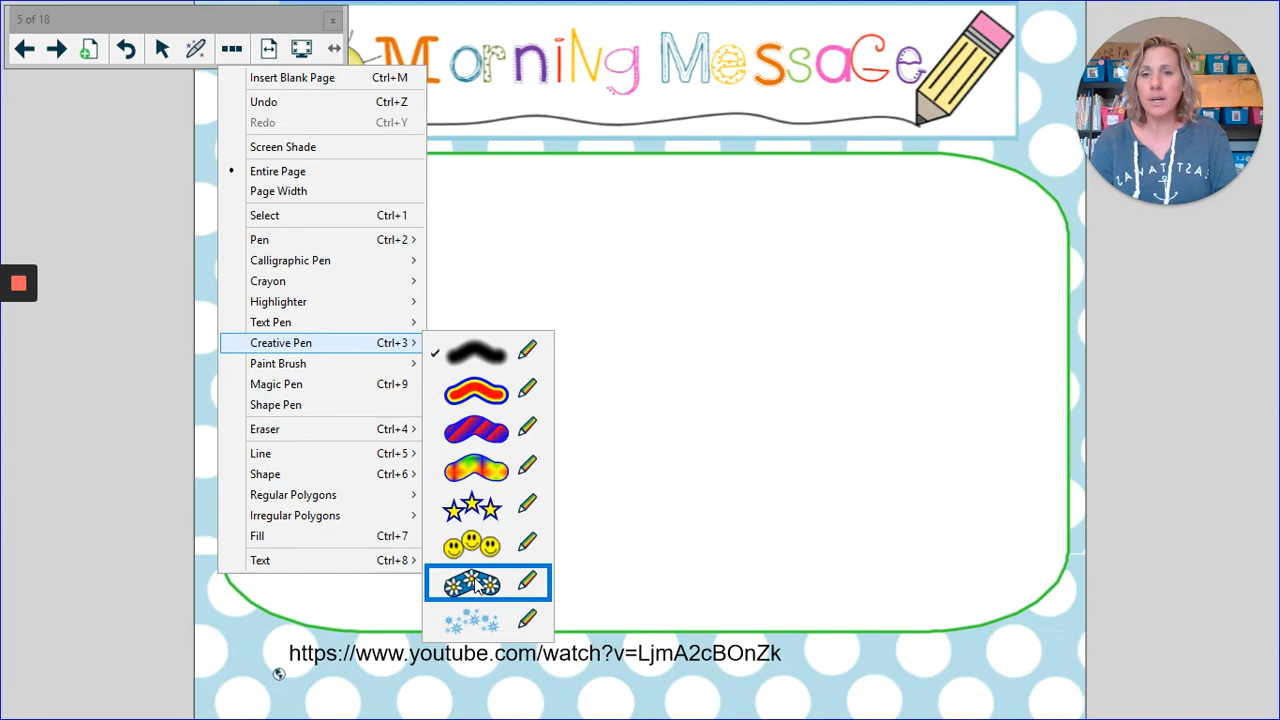 5 of 18
x
Morning Message
Insert Blank Page Ctrl+M
Undo Ctrl+Z
Redo Ctrl+Y
Screen Shade
Entire Page
Page Width
Select Ctrl+1
Pen Ctrl+2
Calligraphic Pen
Crayon
Highlighter
Text Pen
Creative Pen Ctrl+3
Paint Brush
Magic Pen Ctrl+9
Shape Pen
Eraser Ctrl+4
Line Ctrl+5
Shape Ctrl+6
Regular Polygons
Irregular Polygons
Fill Ctrl+7
Text Ctrl+8
https://www.youtube.com/watch?v=LjmA2cBOnZk